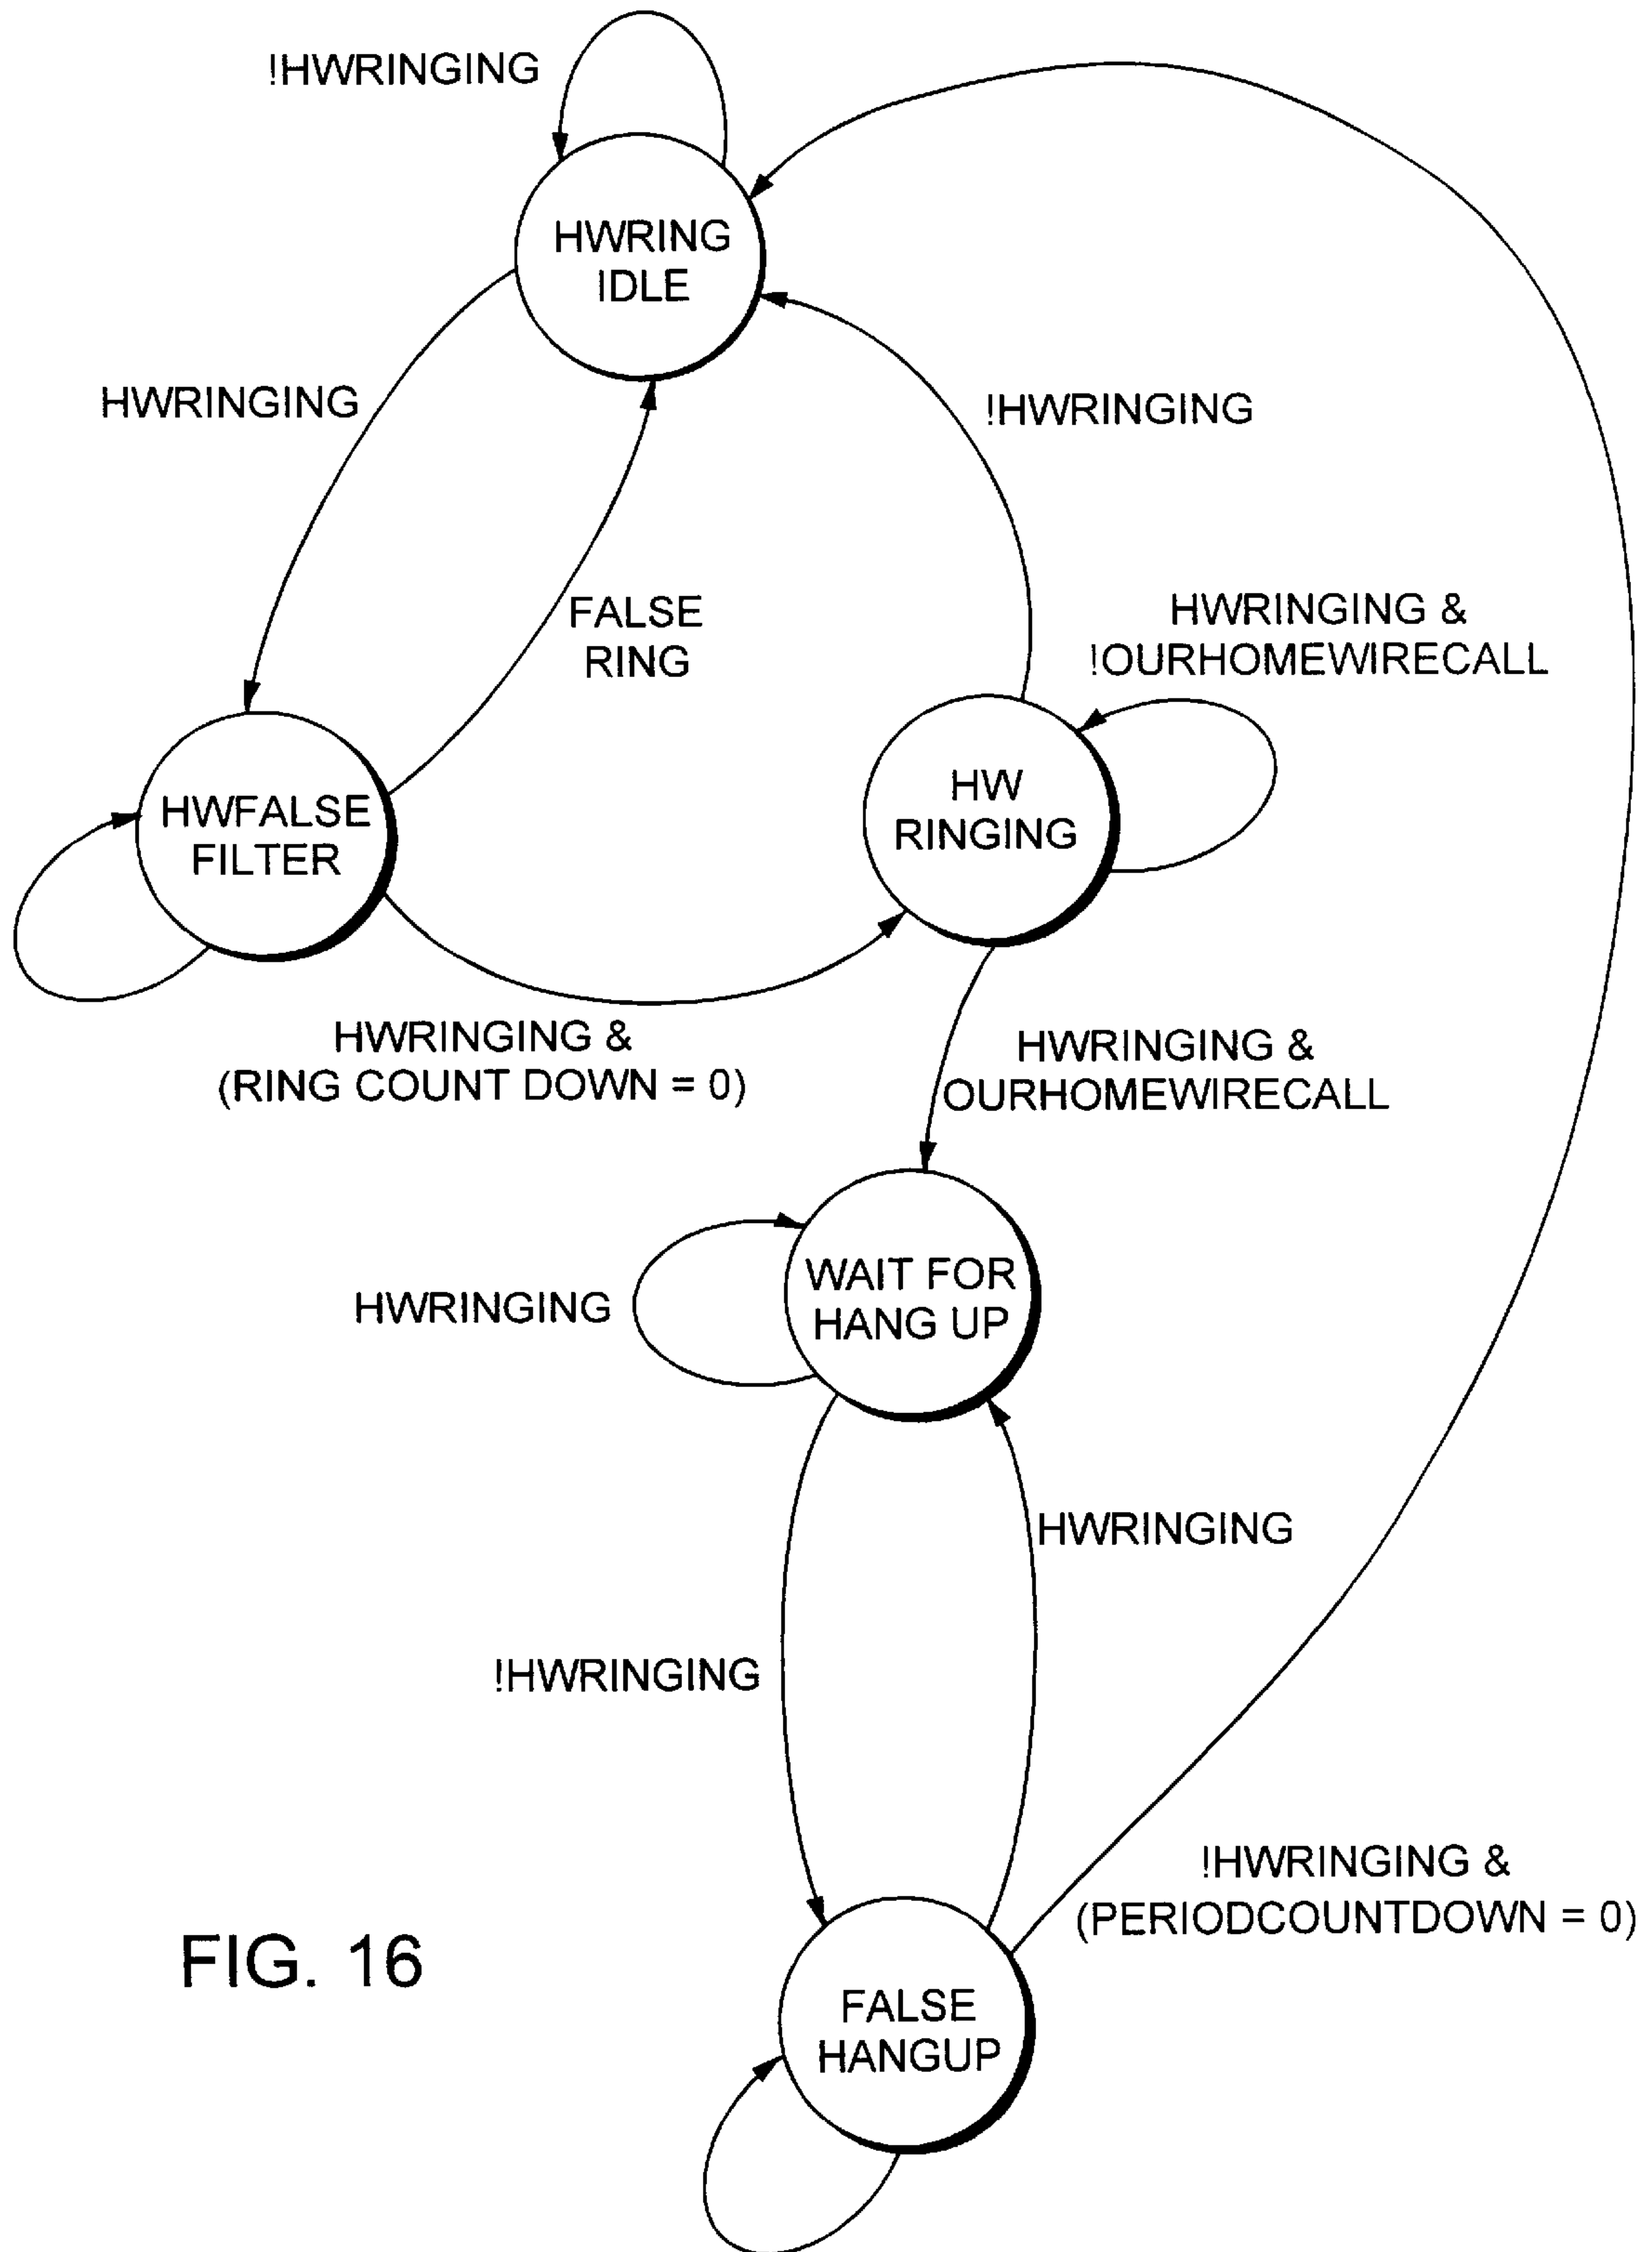 !HWRINGING
HWRING
IDLE
HWRINGING
!HWRINGING
FALSE
RING
HWRINGING &
!OURHOMEWIRECALL
HWFALSE
FILTER
HW
RINGING
HWRINGING &
(RING COUNT DOWN = 0)
HWRINGING &
OURHOMEWIRECALL
WAIT FOR
HANG UP
HWRINGING
HWRINGING
!HWRINGING
!HWRINGING &
(PERIODCOUNTDOWN = 0)
FIG. 16
FALSE
HANGUP